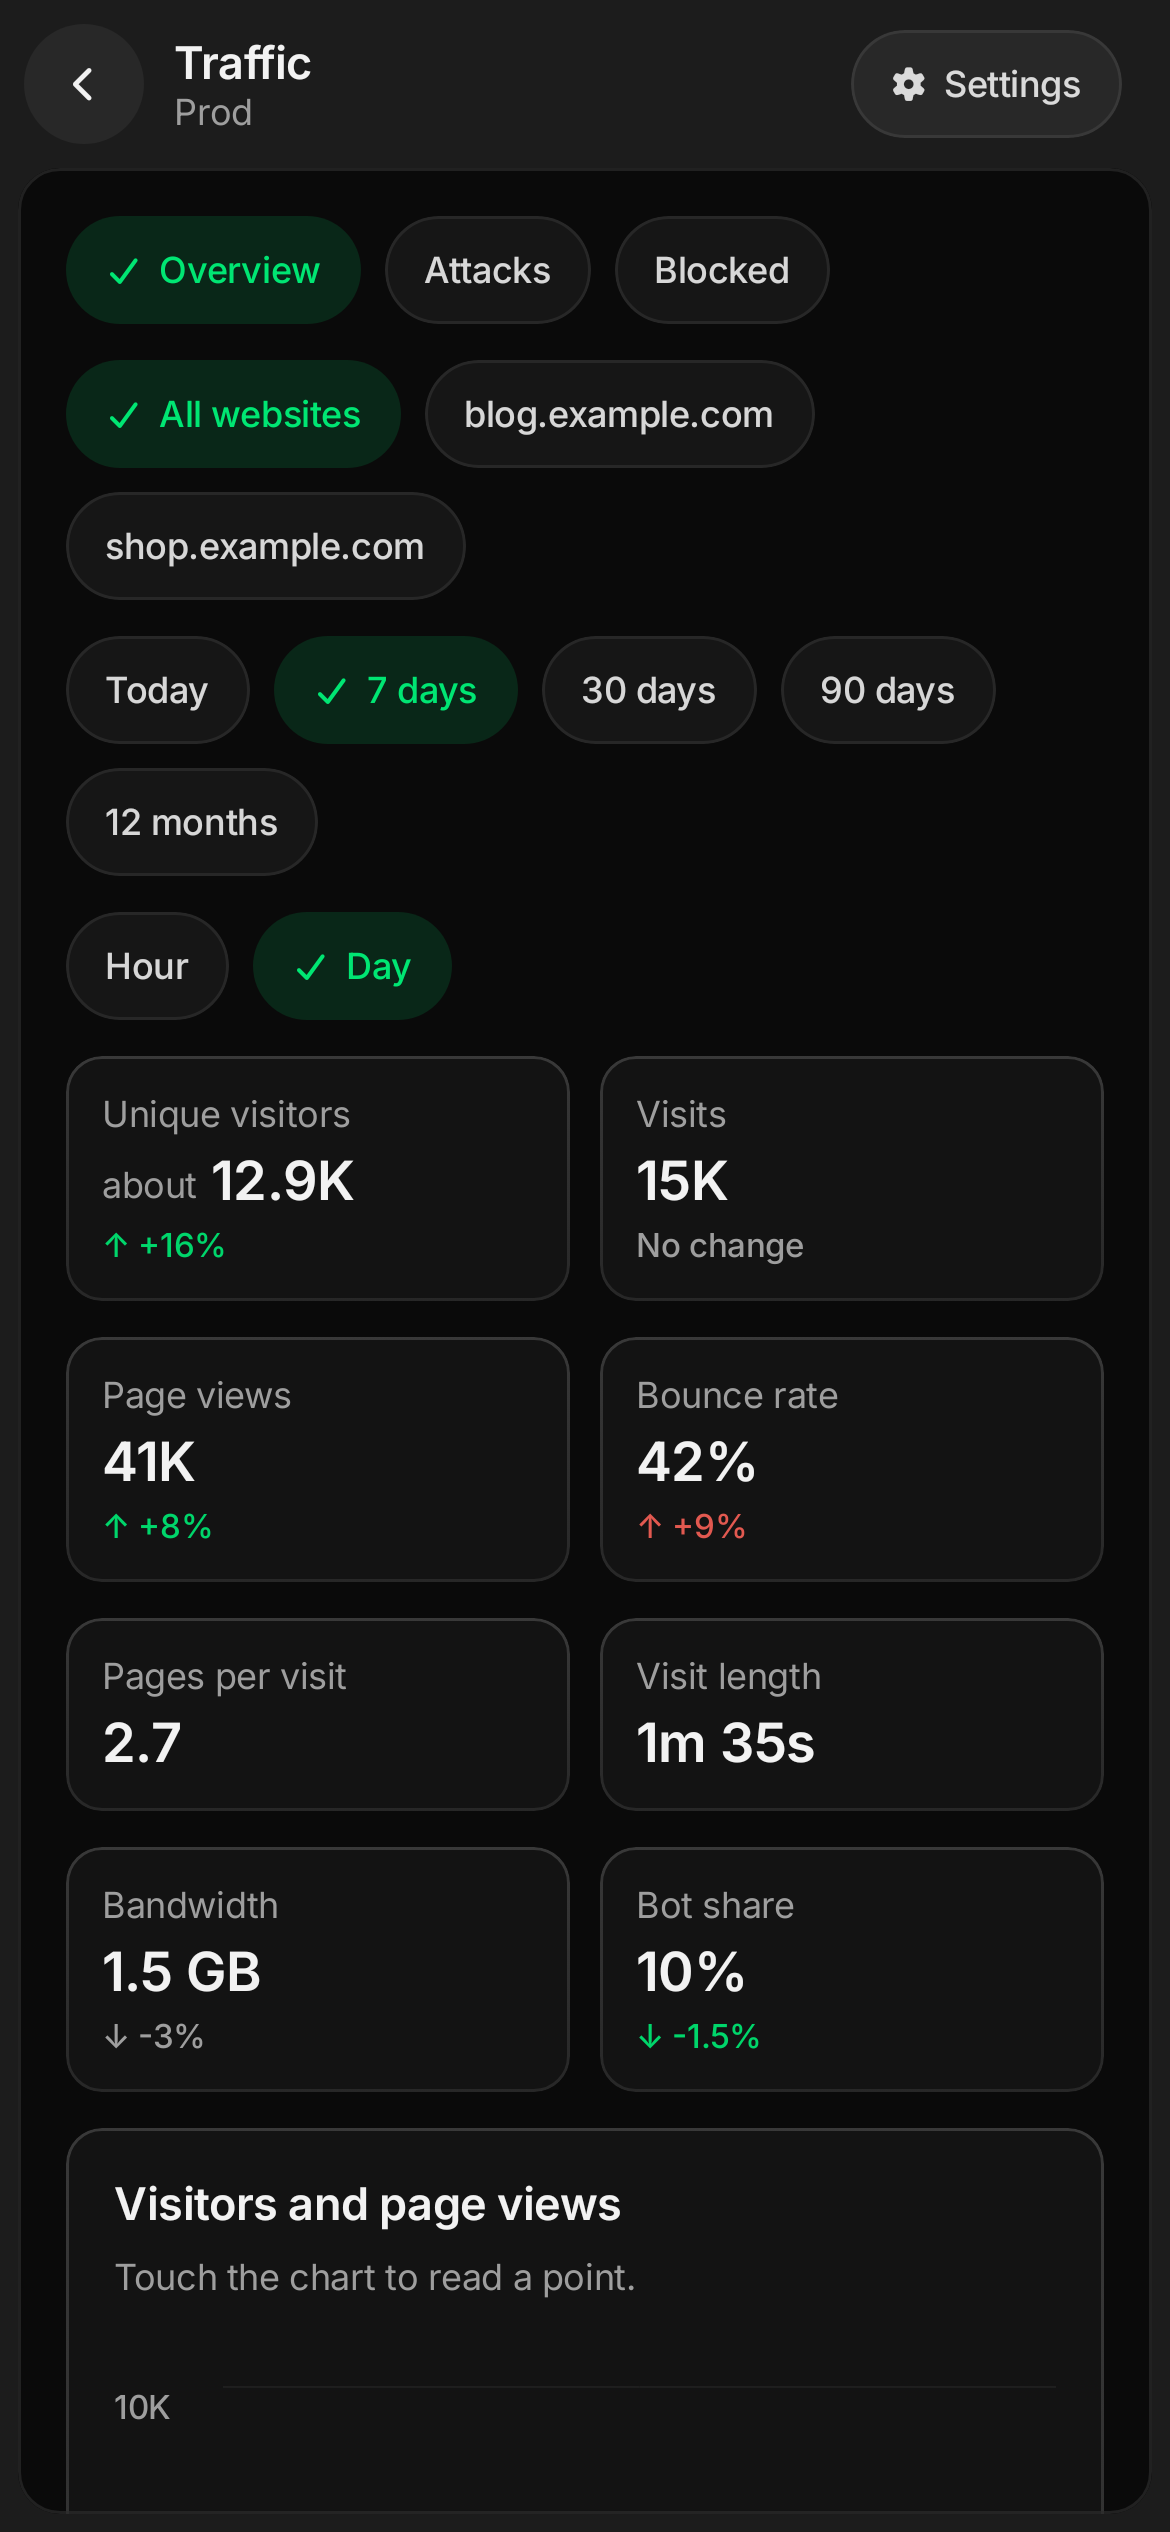 Traffic
Prod
Settings
Overview
Attacks
Blocked
All websites
blog.example.com
shop.example.com
Today
7 days
30 days
90 days
12 months
Hour
Day
Unique visitors
about 12.9K
↑ +16%
Visits
15K
No change
Page views
41K
↑ +8%
Bounce rate
42%
↑ +9%
Pages per visit
2.7
Visit length
1m 35s
Bandwidth
1.5 GB
↓ -3%
Bot share
10%
↓ -1.5%
Visitors and page views
Touch the chart to read a point.
10K